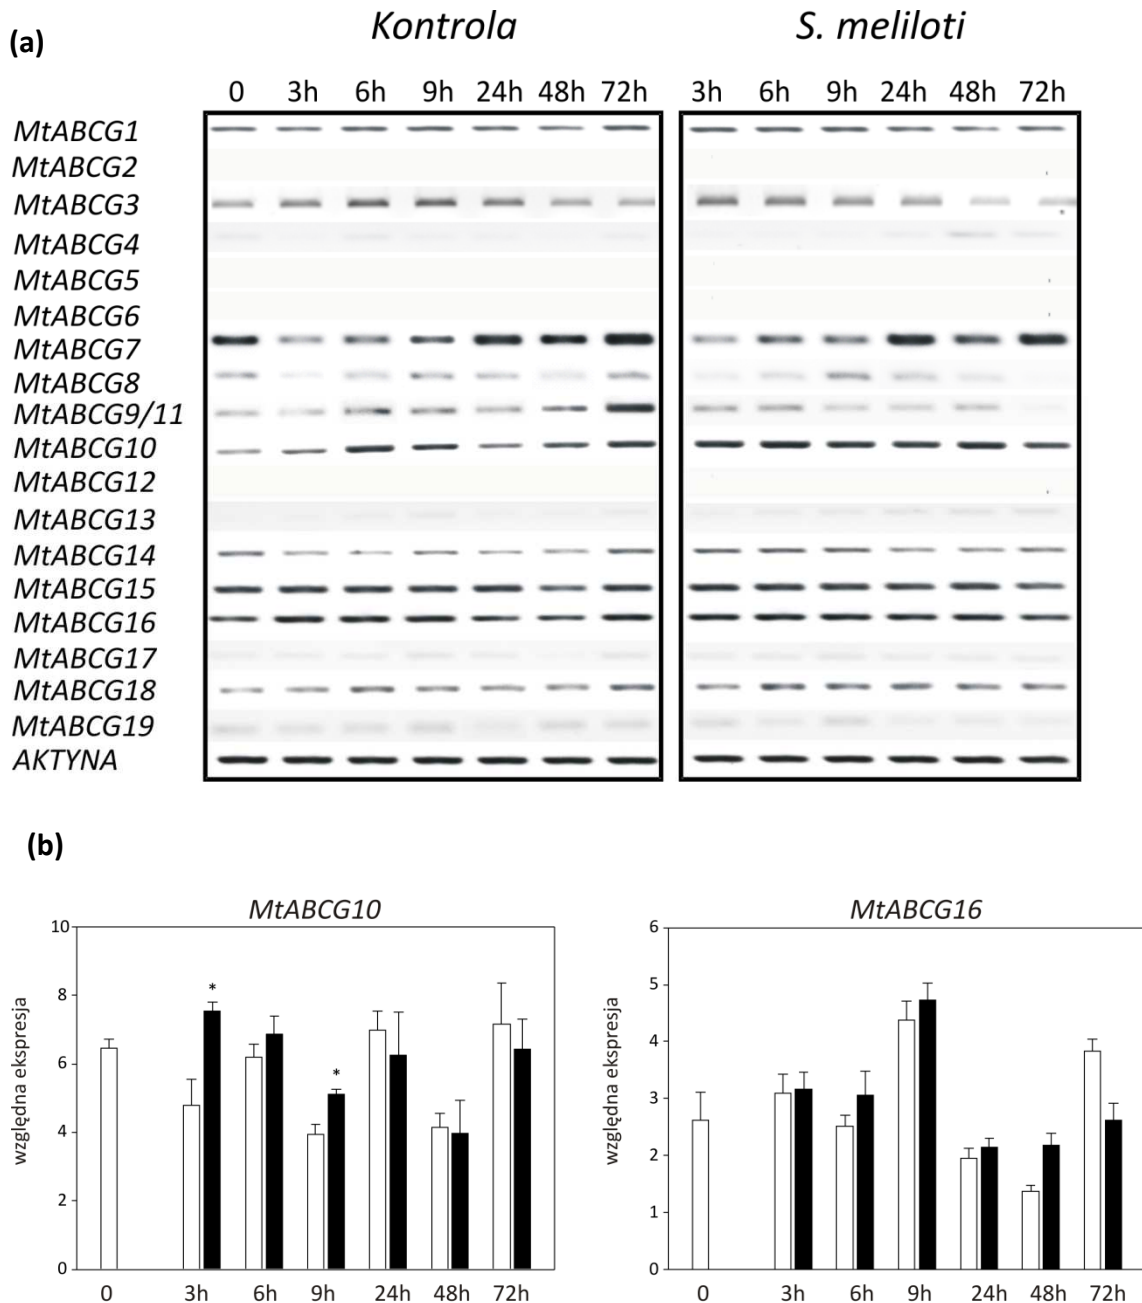 (a)
Kontrola S. meliloti
0 3h 6h 9h 24h 48h 72h 3h 6h 9h 24h 48h 72h
MtABCG1
MtABCG2
MtABCG3
MtABCG4
MtABCG5
MtABCG6
MtABCG7
MtABCG8
MtABCG9/11
MtABCG10
MtABCG12
MtABCG13
MtABCG14
MtABCG15
MtABCG16
MtABCG17
MtABCG18
MtABCG19
AKTYNA
(b)
MtABCG10
względna ekspresja
10
8
6
4
2
0
*
*
0 3h 6h 9h 24h 48h 72h
MtABCG16
względna ekspresja
6
5
4
3
2
1
0
0 3h 6h 9h 24h 48h 72h